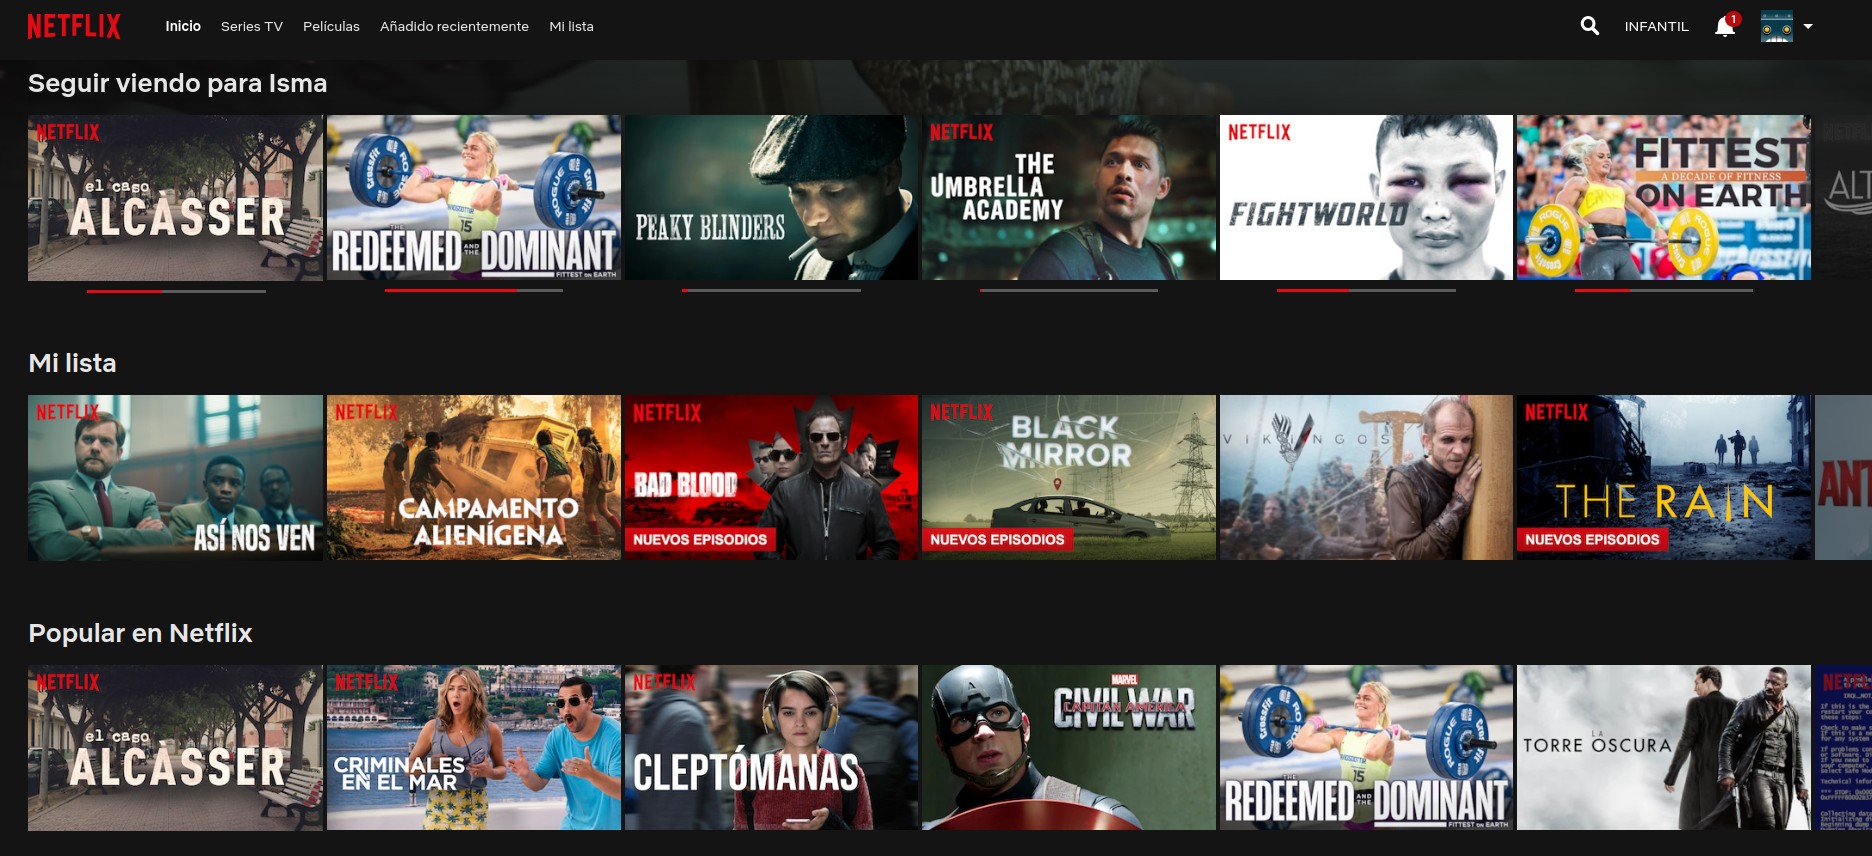 NETFLIX
Inicio Series TV Películas Añadido recientemente Mi lista INFANTIL 1
Seguir viendo para Isma
NETFLIX
el caso
ALCÀSSER
THE
REDEEMED AND THE DOMINANT
FITTEST ON EARTH
15
PEAKY BLINDERS
NETFLIX
THE
UMBRELLA
ACADEMY
NETFLIX
FIGHTWORLD
FITTEST
A DECADE OF FITNESS
ON EARTH
ALT
Mi lista
NETFLIX
ASÍ NOS VEN
NETFLIX
CAMPAMENTO
ALIENÍGENA
NETFLIX
BAD BLOOD
NUEVOS EPISODIOS
NETFLIX
BLACK
MIRROR
NUEVOS EPISODIOS
VIKINGOS
NETFLIX
THE RAIN
NUEVOS EPISODIOS
ANT
Popular en Netflix
NETFLIX
el caso
ALCÀSSER
NETFLIX
CRIMINALES
EN EL MAR
NETFLIX
CLEPTÓMANAS
MARVEL
CIVIL WAR
CAPITÁN AMÉRICA
THE
REDEEMED AND THE DOMINANT
FITTEST ON EARTH
15
LA
TORRE OSCURA